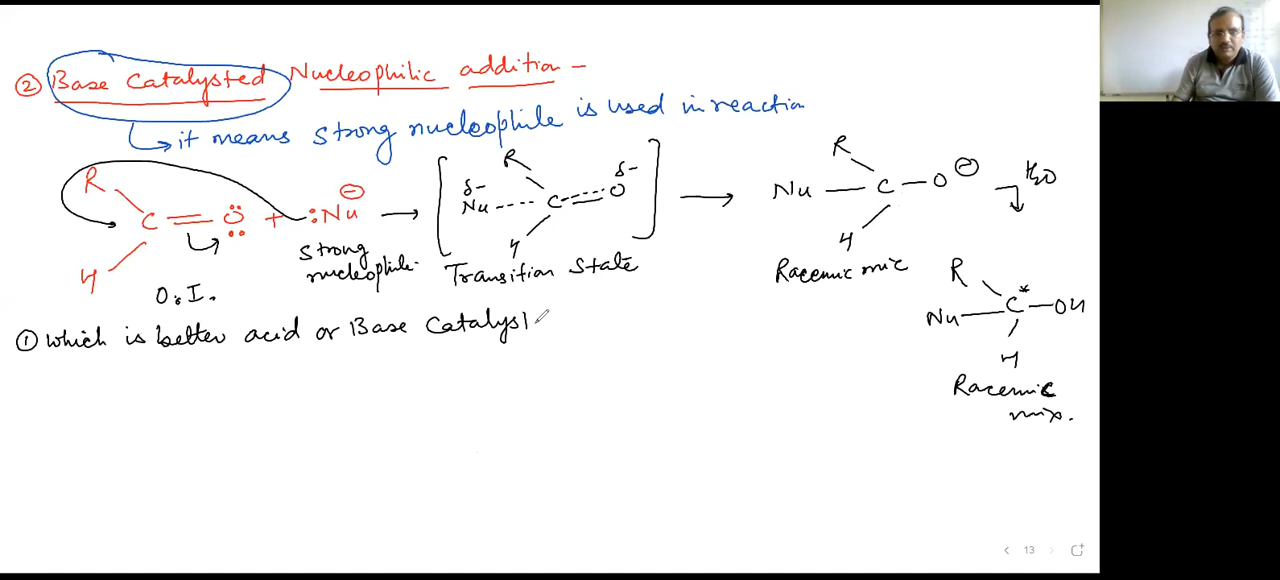 ② Base Catalysted Nucleophilic addition -
↳ it means strong nucleophile is used in reaction
R
C = O + :Nu ⊖ →
H
O.I.
strong nucleophile.
R
δ- Nu ---- C === O δ-
H
Transition State
→
R
Nu — C — O ⊖
H
Racemic mix
H₂O
R
Nu — C* — OH
H
Racemic
mix.
① Which is better acid or Base Catalyst
13